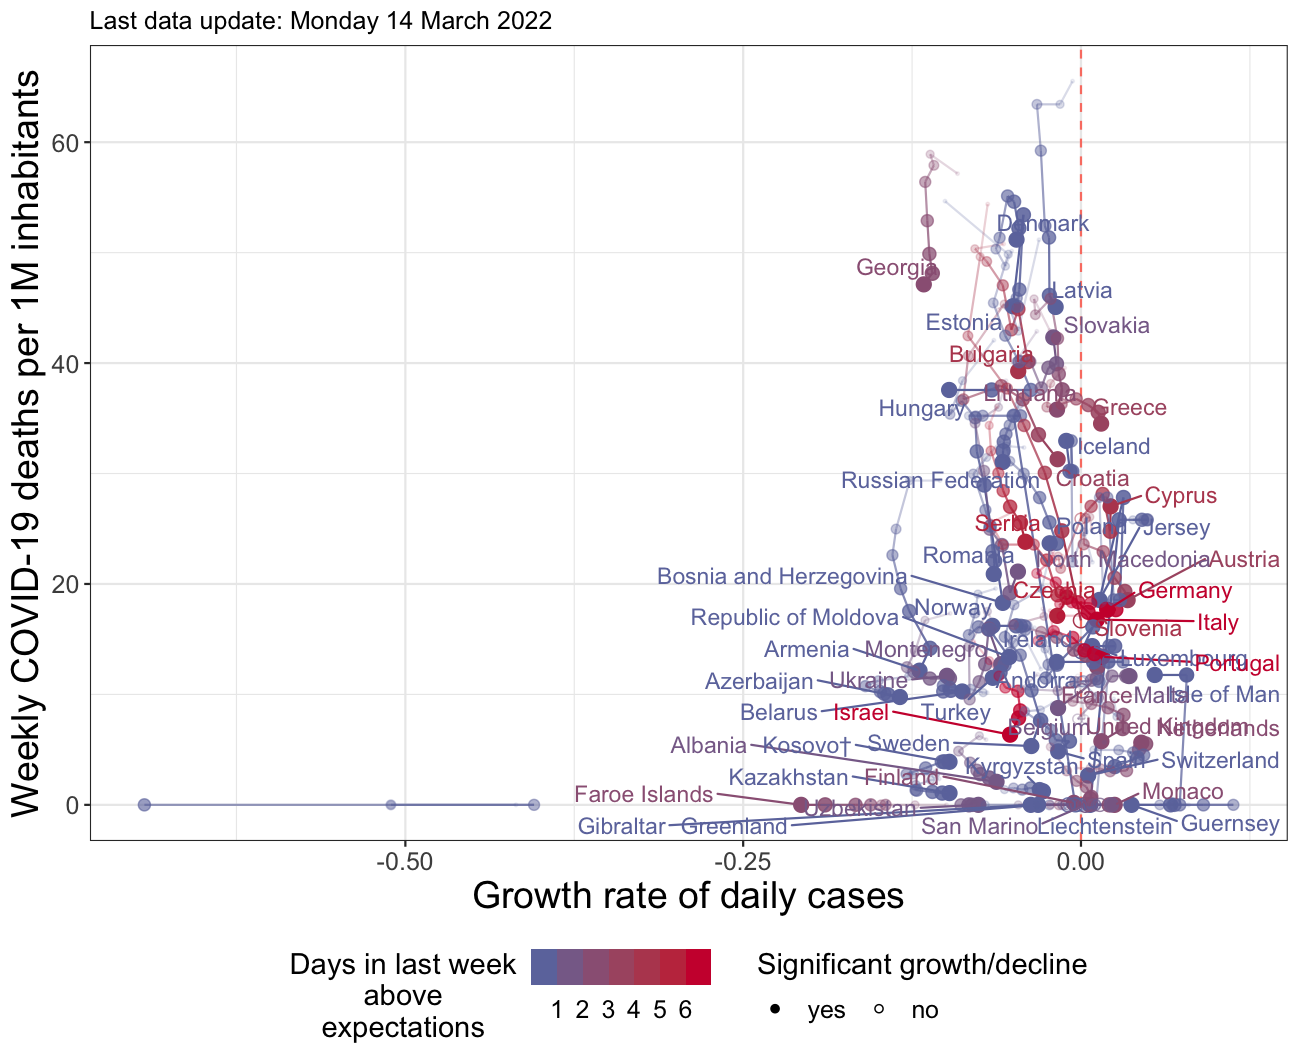 Last data update: Monday 14 March 2022
Weekly COVID-19 deaths per 1M inhabitants
60
40
20
0
Denmark
Georgia
Latvia
Estonia
Slovakia
Bulgaria
Lithuania
Hungary
Greece
Iceland
Russian Federation
Croatia
Cyprus
Serbia
Poland
Jersey
Romania
North Macedonia
Austria
Bosnia and Herzegovina
Czechia
Germany
Republic of Moldova
Norway
Italy
Ireland
Slovenia
Armenia
Montenegro
Luxembourg
Portugal
Azerbaijan
Ukraine
Andorra
France
Malta
Isle of Man
Belarus
Israel
Turkey
Belgium
United Kingdom
Netherlands
Albania
Kosovo†
Sweden
Spain
Switzerland
Kazakhstan
Finland
Kyrgyzstan
Faroe Islands
Uzbekistan
Monaco
Gibraltar
Greenland
San Marino
Liechtenstein
Guernsey
-0.50
-0.25
0.00
Growth rate of daily cases
Days in last week
above
expectations
1 2 3 4 5 6
Significant growth/decline
yes
no